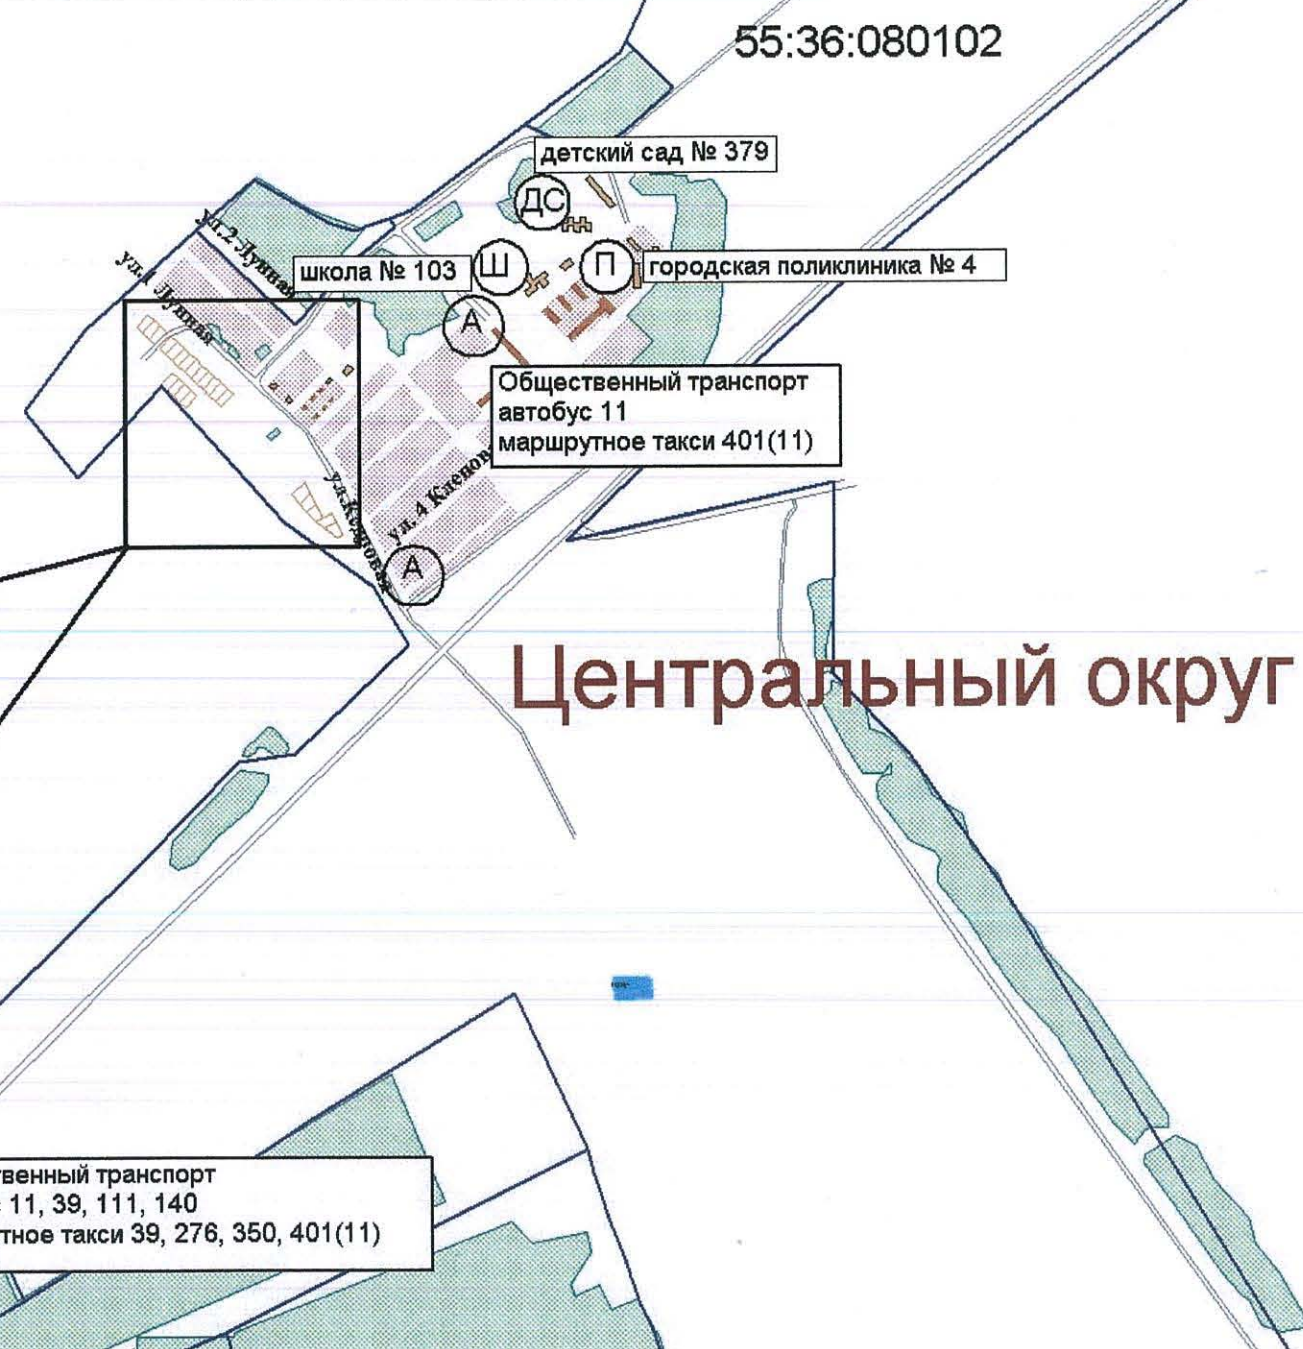 55:36:080102
детский сад № 379
ДС
ул.2-Лунная
ул.1 Лунная
школа № 103
Ш
П
городская поликлиника № 4
А
Общественный транспорт
автобус 11
маршрутное такси 401(11)
ул. 4 Кленов
А
Центральный округ
венный транспорт
11, 39, 111, 140
тное такси 39, 276, 350, 401(11)